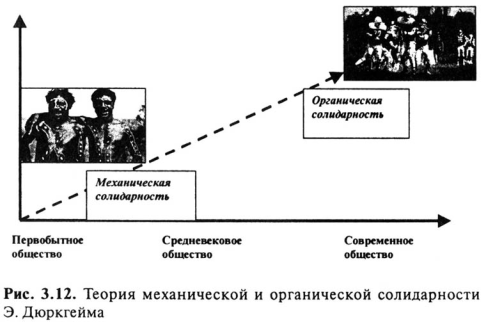 Органическая
солидарность
Механическая
солидарность
Первобытное
общество
Средневековое
общество
Современное
общество
Рис. 3.12. Теория механической и органической солидарности
Э. Дюркгейма